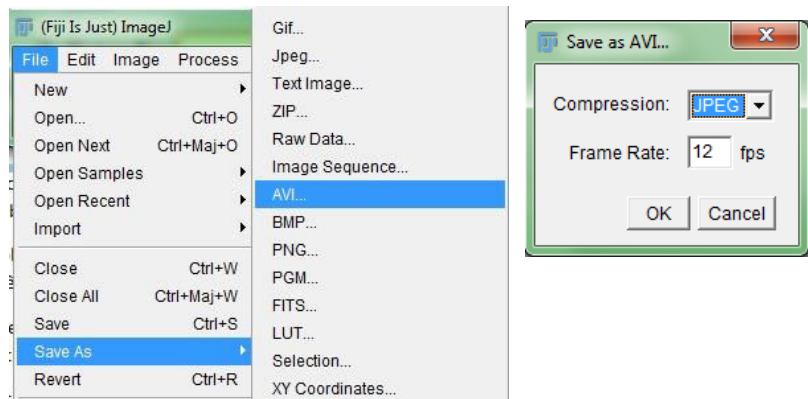 (Fiji Is Just) ImageJ
File Edit Image Process
New
Open... Ctrl+O
Open Next Ctrl+Maj+O
Open Samples
Open Recent
Import
Close Ctrl+W
Close All Ctrl+Maj+W
Save Ctrl+S
Save As
Revert Ctrl+R
Gif...
Jpeg...
Text Image...
ZIP...
Raw Data...
Image Sequence...
AVI...
BMP...
PNG...
PGM...
FITS...
LUT...
Selection...
XY Coordinates...
Save as AVI...
Compression: JPEG
Frame Rate: 12 fps
OK Cancel